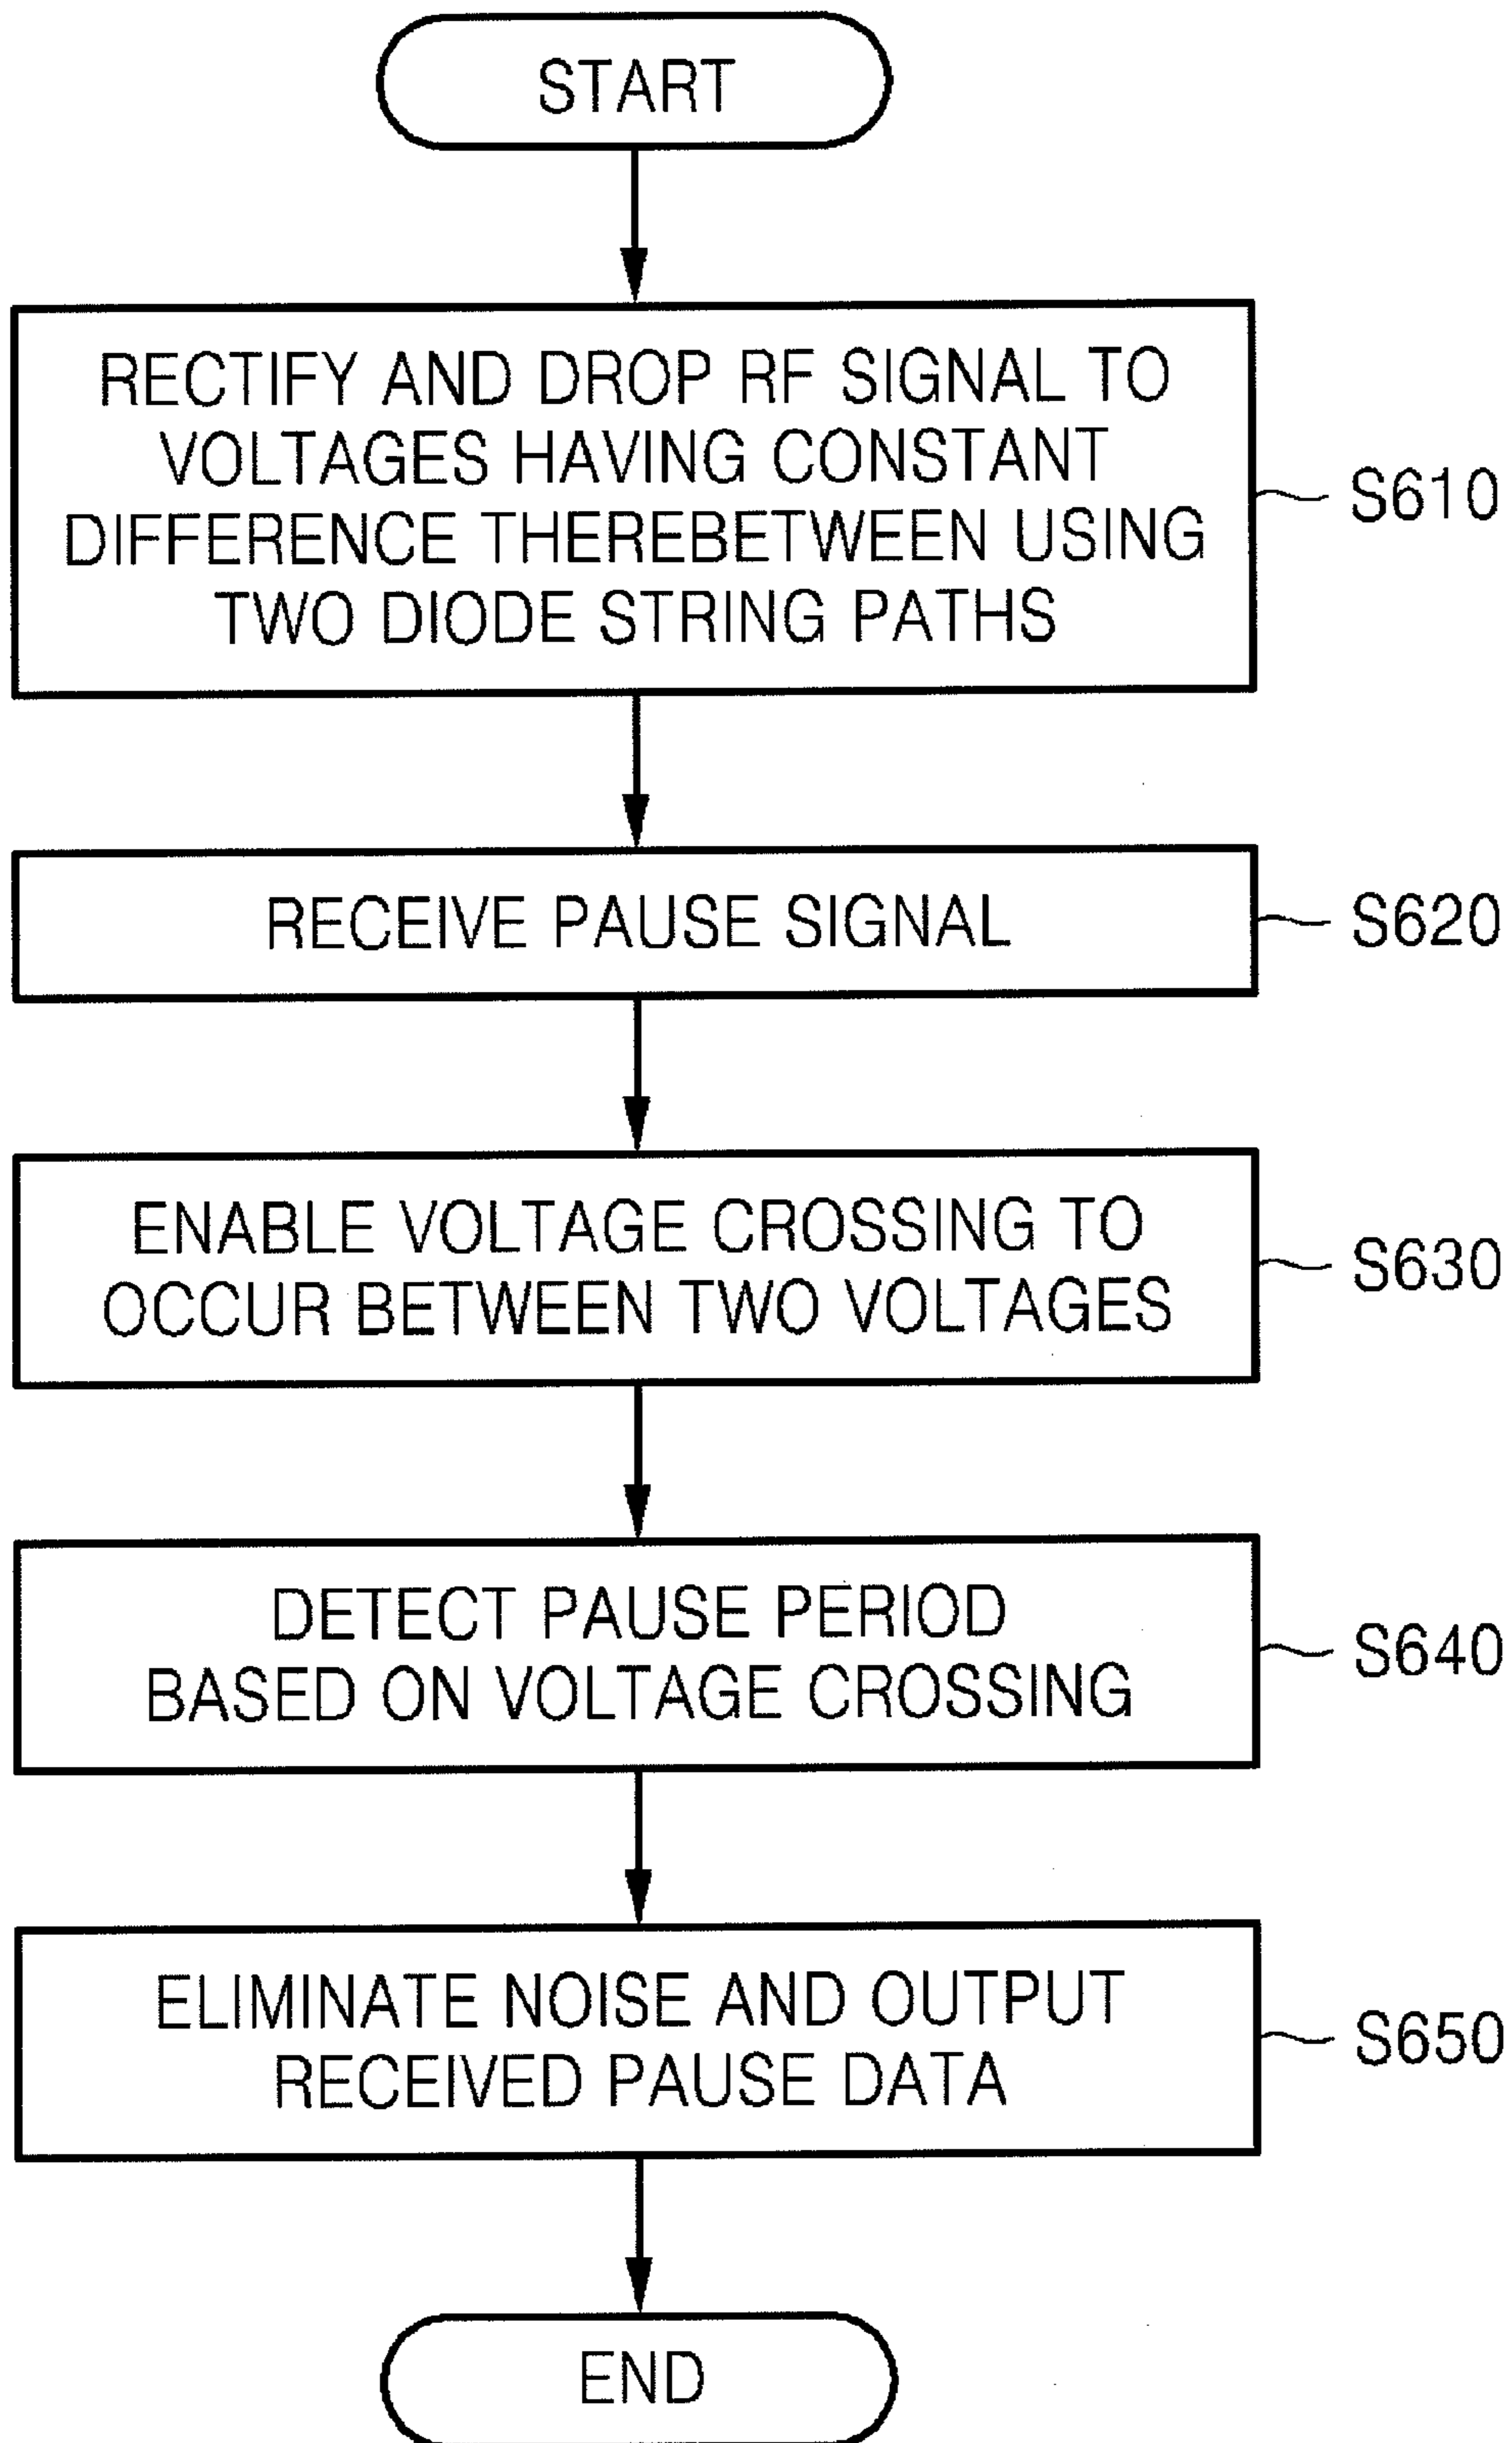 START
RECTIFY AND DROP RF SIGNAL TO
VOLTAGES HAVING CONSTANT
DIFFERENCE THEREBETWEEN USING
TWO DIODE STRING PATHS
S610
RECEIVE PAUSE SIGNAL
S620
ENABLE VOLTAGE CROSSING TO
OCCUR BETWEEN TWO VOLTAGES
S630
DETECT PAUSE PERIOD
BASED ON VOLTAGE CROSSING
S640
ELIMINATE NOISE AND OUTPUT
RECEIVED PAUSE DATA
S650
END